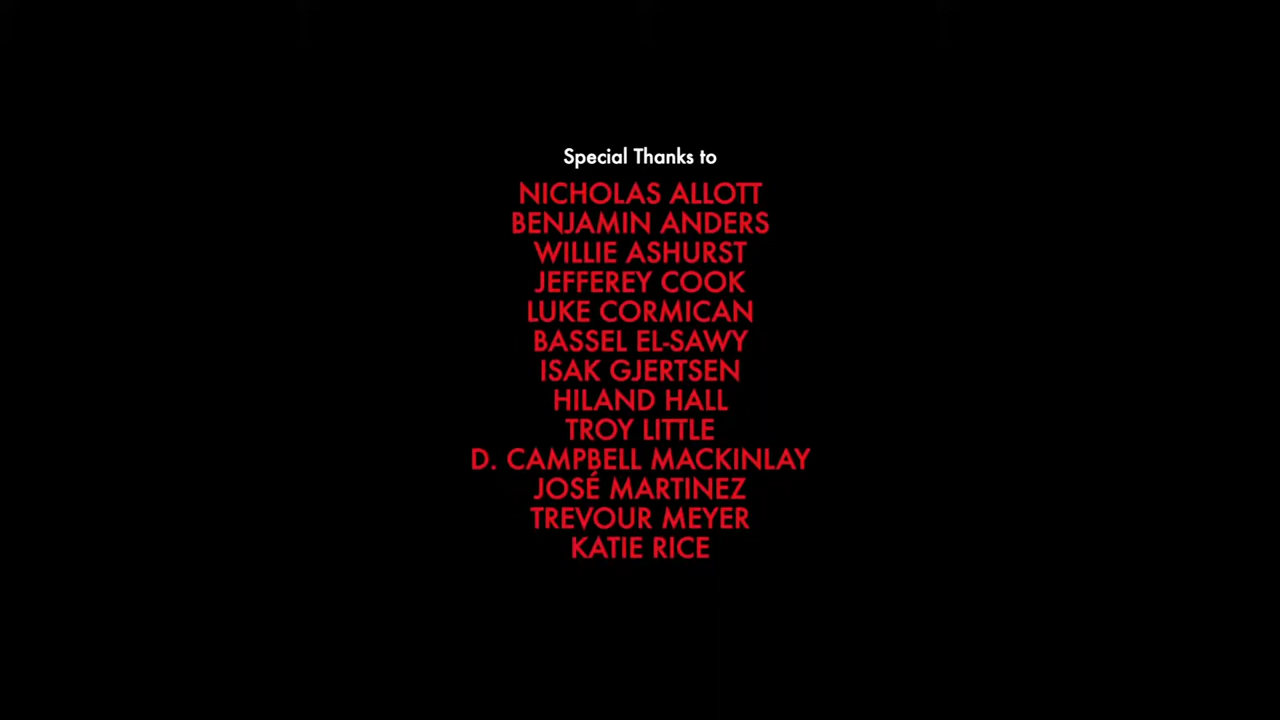 Special Thanks to
NICHOLAS ALLOTT
BENJAMIN ANDERS
WILLIE ASHURST
JEFFEREY COOK
LUKE CORMICAN
BASSEL EL-SAWY
ISAK GJERTSEN
HILAND HALL
TROY LITTLE
D. CAMPBELL MACKINLAY
JOSÉ MARTINEZ
TREVOUR MEYER
KATIE RICE